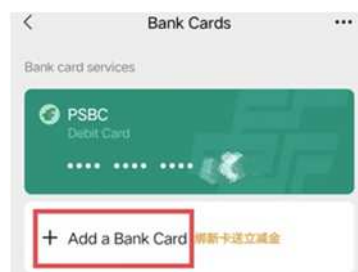 Bank Cards
Bank card services
PSBC
Debit Card
•••• •••• ••••
+ Add a Bank Card 绑新卡送立减金